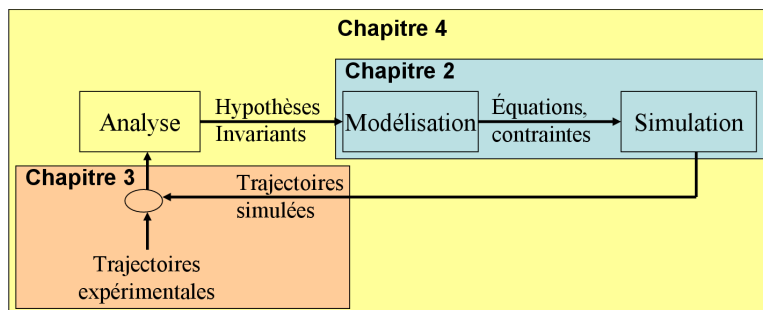 Chapitre 4
Chapitre 2
Analyse
Hypothèses
Invariants
Modélisation
Équations,
contraintes
Simulation
Chapitre 3
Trajectoires
simulées
Trajectoires
expérimentales